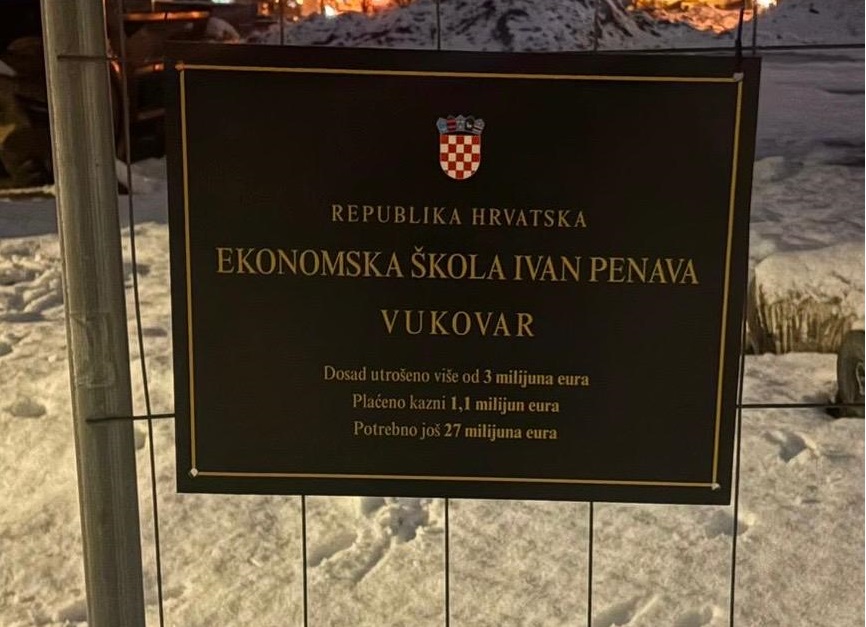 REPUBLIKA HRVATSKA
EKONOMSKA ŠKOLA IVAN PENAVA
VUKOVAR
Dosad utrošeno više od 3 milijuna eura
Plaćeno kazni 1,1 milijun eura
Potrebno još 27 milijuna eura